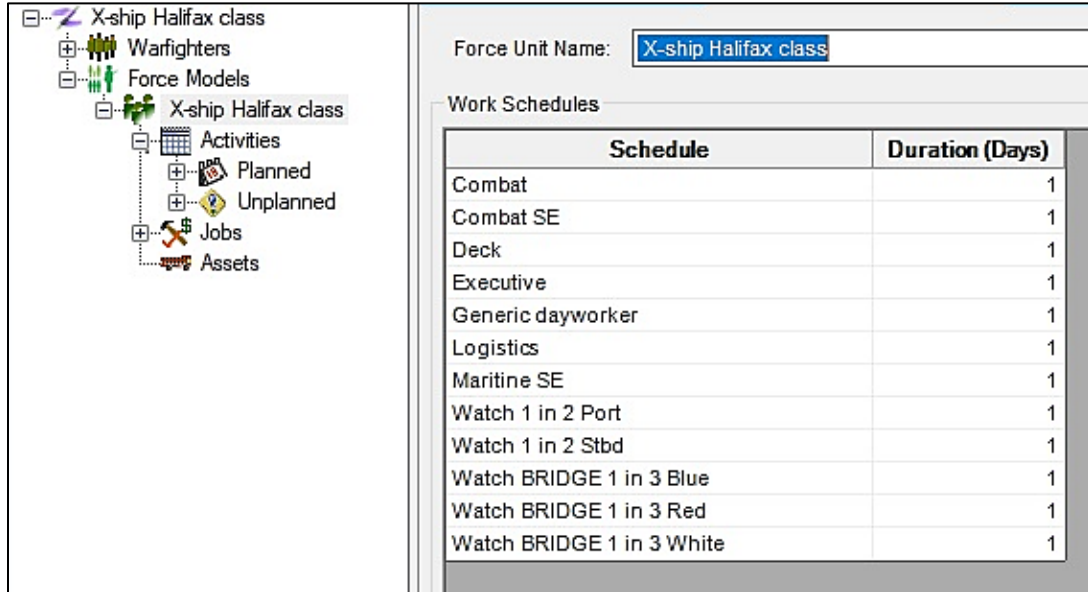 X-ship Halifax class
Warfighters
Force Models
X-ship Halifax class
Activities
Planned
Unplanned
Jobs
Assets
Force Unit Name: X-ship Halifax class
Work Schedules
Schedule Duration (Days)
Combat 1
Combat SE 1
Deck 1
Executive 1
Generic dayworker 1
Logistics 1
Maritine SE 1
Watch 1 in 2 Port 1
Watch 1 in 2 Stbd 1
Watch BRIDGE 1 in 3 Blue 1
Watch BRIDGE 1 in 3 Red 1
Watch BRIDGE 1 in 3 White 1